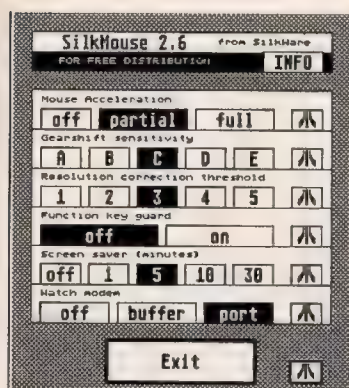 SilkMouse 2.6 from SilkWare
FOR FREE DISTRIBUTION INFO
Mouse Acceleration
off partial full
Gearshift sensitivity
A B C D E
Resolution correction threshold
1 2 3 4 5
Function key guard
off on
Screen saver (minutes)
off 1 5 10 30
Watch modem
off buffer port
Exit